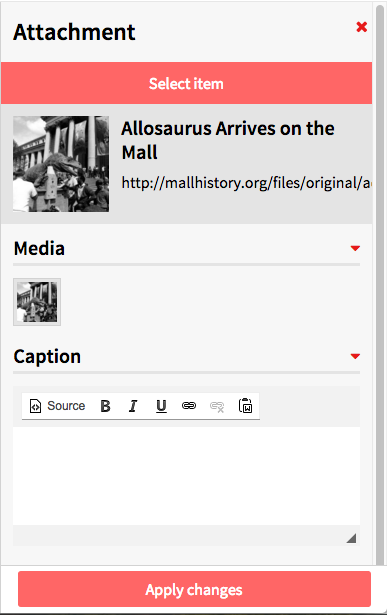 Attachment
Select item
Allosaurus Arrives on the
Mall
http://mallhistory.org/files/original/a
Media
Caption
Source B I U
Apply changes